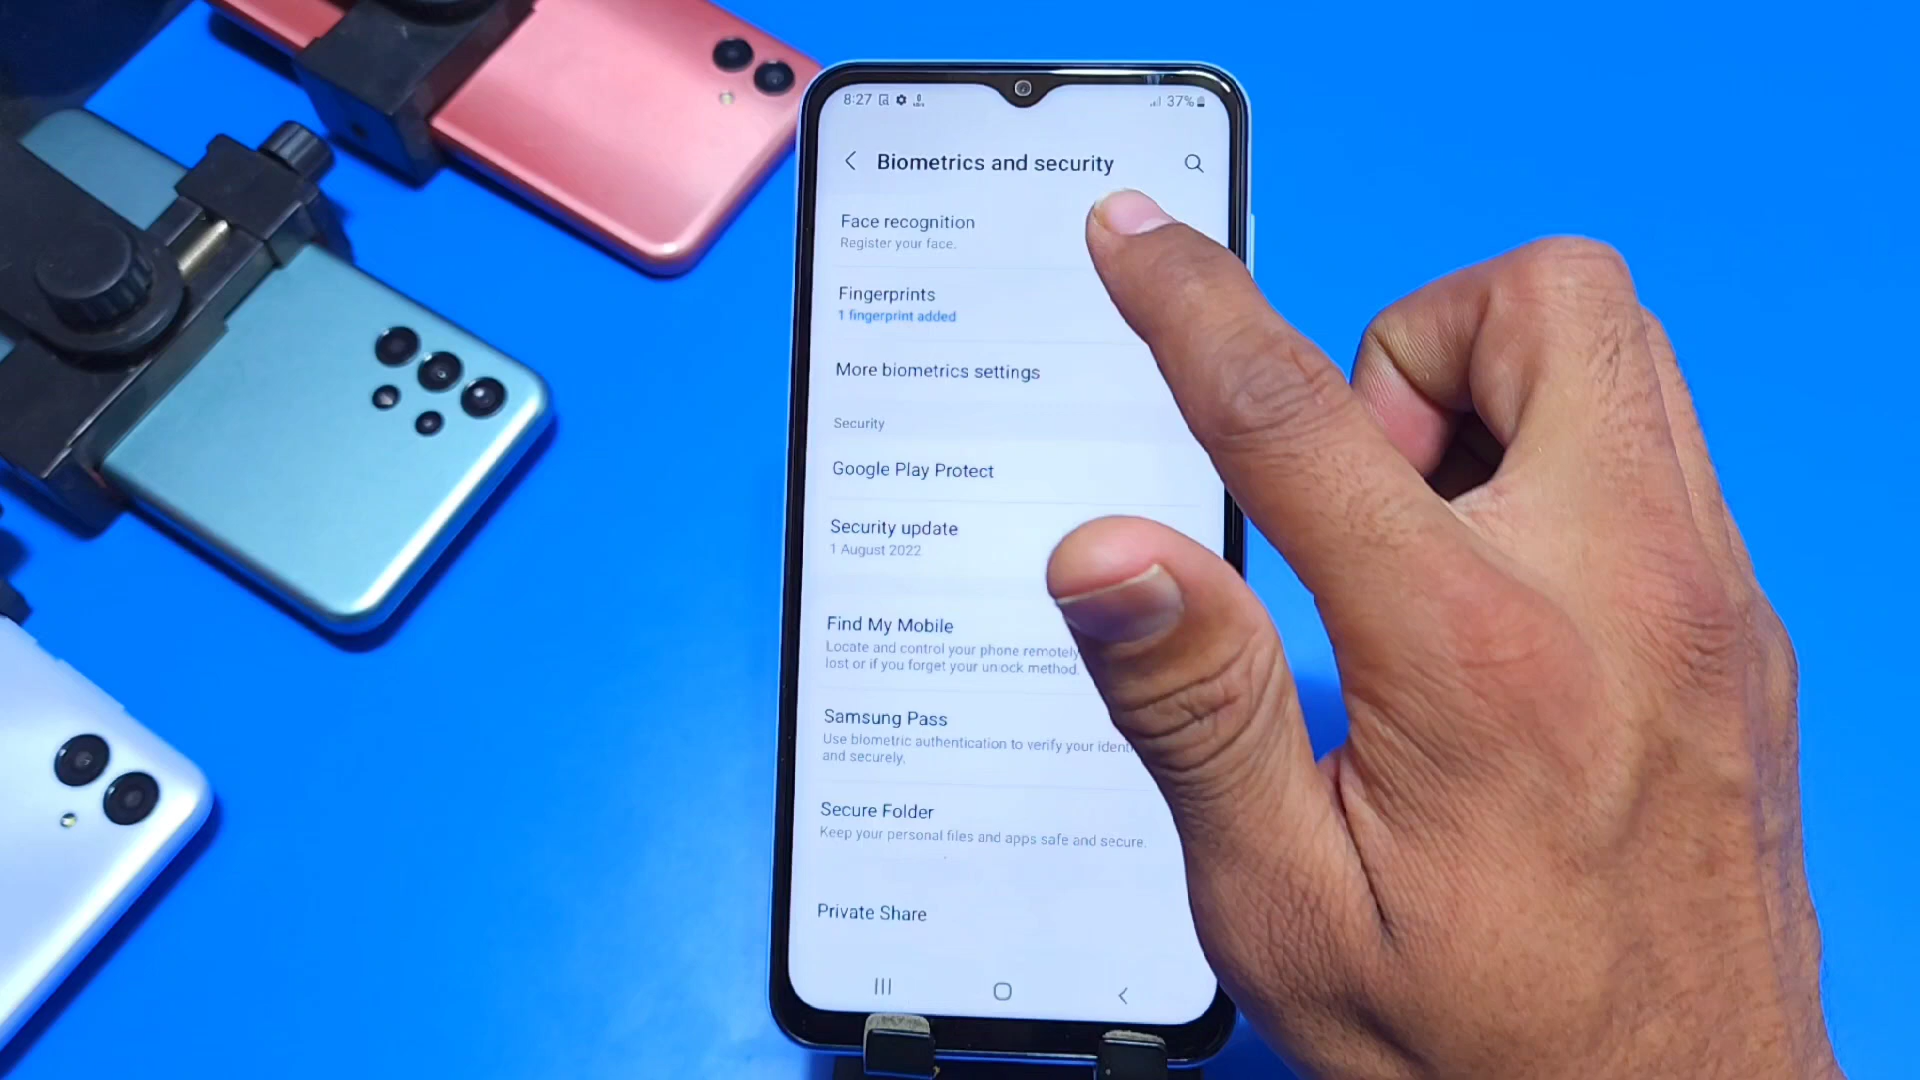 8:27
37%
Biometrics and security
Face recognition
Register your face.
Fingerprints
1 fingerprint added
More biometrics settings
Security
Google Play Protect
Security update
1 August 2022
Find My Mobile
Locate and control your phone remotely
lost or if you forget your unlock method.
Samsung Pass
Use biometric authentication to verify your
and securely.
Secure Folder
Keep your personal files and apps safe and secure.
Private Share